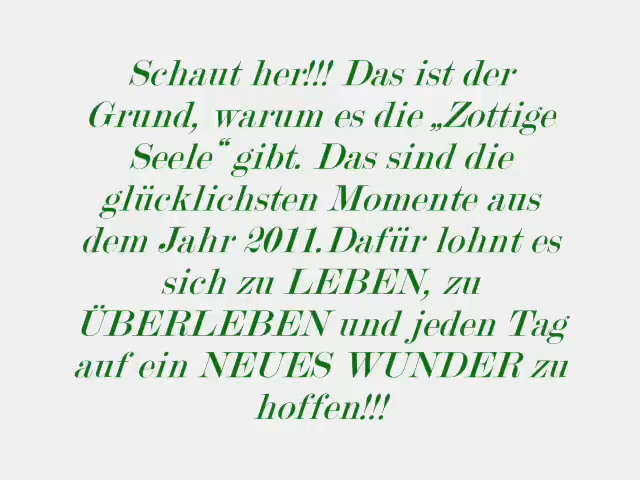 Schaut her!!! Das ist der
Grund, warum es die „Zottige
Seele“ gibt. Das sind die
glücklichsten Momente aus
dem Jahr 2011.Dafür lohnt es
sich zu LEBEN, zu
ÜBERLEBEN und jeden Tag
auf ein NEUES WUNDER zu
hoffen!!!